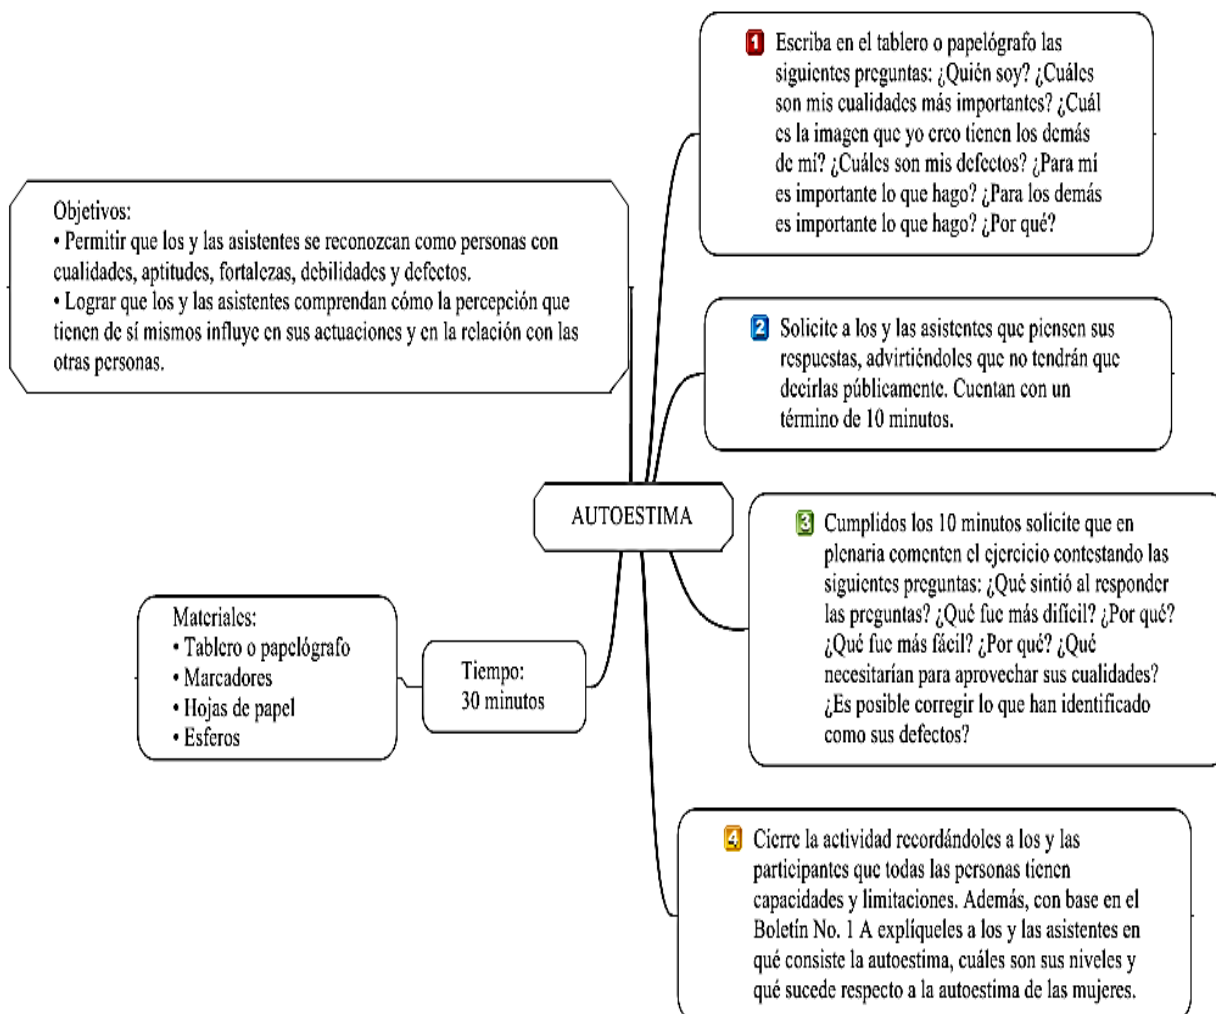 Objetivos:
• Permitir que los y las asistentes se reconozcan como personas con
cualidades, aptitudes, fortalezas, debilidades y defectos.
• Lograr que los y las asistentes comprendan cómo la percepción que
tienen de sí mismos influye en sus actuaciones y en la relación con las
otras personas.
Materiales:
• Tablero o papelógrafo
• Marcadores
• Hojas de papel
• Esferos
Tiempo:
30 minutos
AUTOESTIMA
1 Escriba en el tablero o papelógrafo las
siguientes preguntas: ¿Quién soy? ¿Cuáles
son mis cualidades más importantes? ¿Cuál
es la imagen que yo creo tienen los demás
de mí? ¿Cuáles son mis defectos? ¿Para mí
es importante lo que hago? ¿Para los demás
es importante lo que hago? ¿Por qué?
2 Solicite a los y las asistentes que piensen sus
respuestas, advirtiéndoles que no tendrán que
decirlas públicamente. Cuentan con un
término de 10 minutos.
3 Cumplidos los 10 minutos solicite que en
plenaria comenten el ejercicio contestando las
siguientes preguntas: ¿Qué sintió al responder
las preguntas? ¿Qué fue más difícil? ¿Por qué?
¿Qué fue más fácil? ¿Por qué? ¿Qué
necesitarían para aprovechar sus cualidades?
¿Es posible corregir lo que han identificado
como sus defectos?
4 Cierre la actividad recordándoles a los y las
participantes que todas las personas tienen
capacidades y limitaciones. Además, con base en el
Boletín No. 1 A explíqueles a los y las asistentes en
qué consiste la autoestima, cuáles son sus niveles y
qué sucede respecto a la autoestima de las mujeres.